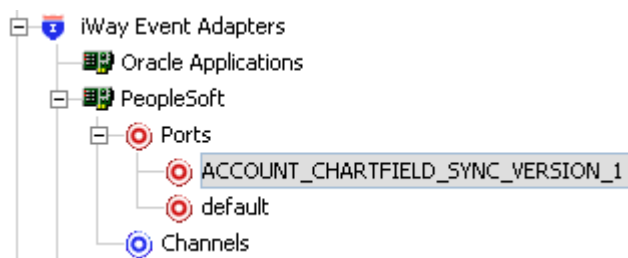 iWay Event Adapters
Oracle Applications
PeopleSoft
Ports
ACCOUNT_CHARTFIELD_SYNC_VERSION_1
default
Channels